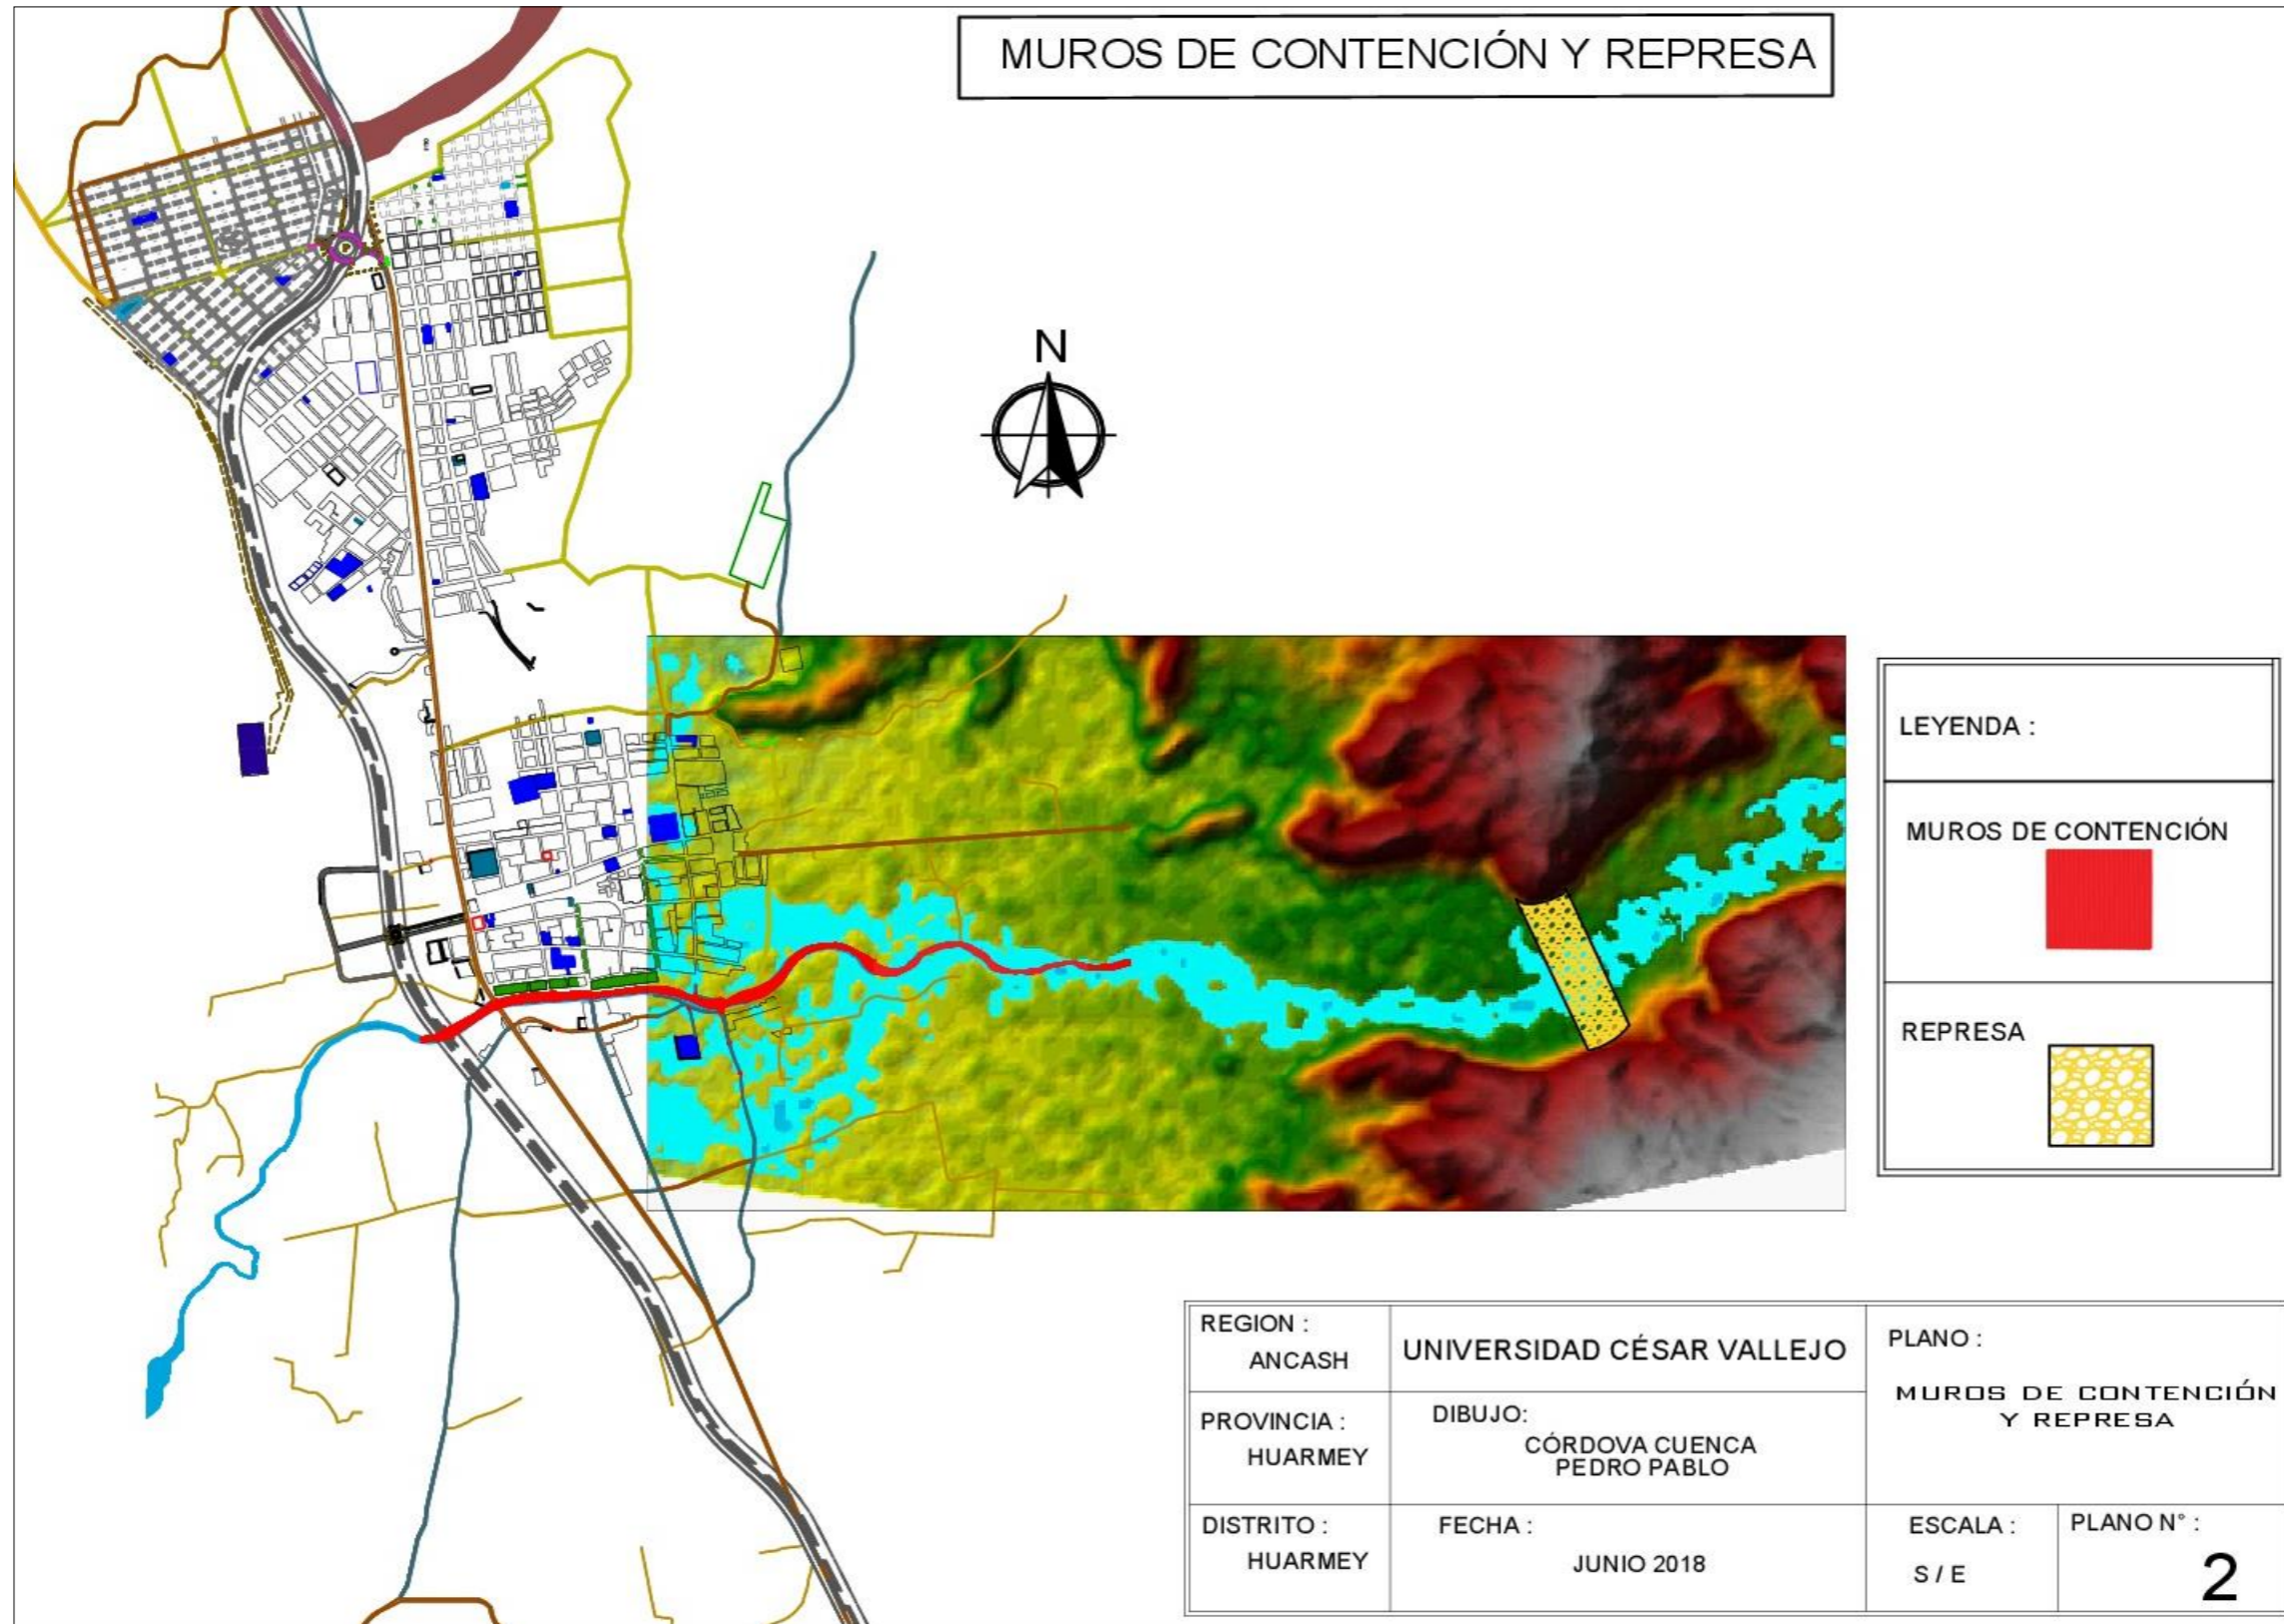 MUROS DE CONTENCIÓN Y REPRESA
N
LEYENDA :
MUROS DE CONTENCIÓN
REPRESA
REGION :
ANCASH
UNIVERSIDAD CÉSAR VALLEJO
PLANO :
MUROS DE CONTENCIÓN
Y REPRESA
PROVINCIA :
HUARMEY
DIBUJO:
CÓRDOVA CUENCA
PEDRO PABLO
DISTRITO :
HUARMEY
FECHA :
JUNIO 2018
ESCALA :
S / E
PLANO N° :
2